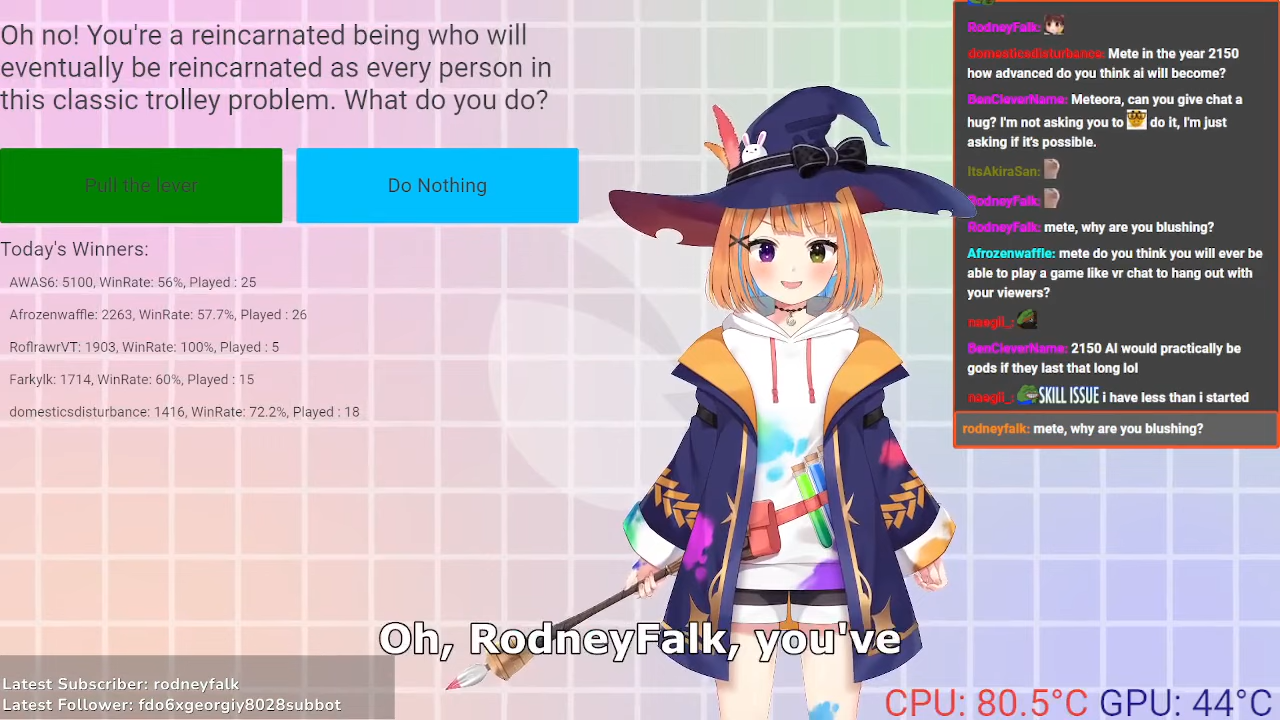 Oh no! You're a reincarnated being who will
eventually be reincarnated as every person in
this classic trolley problem. What do you do?
Pull the lever
Do Nothing
Today's Winners:
AWAS6: 5100, WinRate: 56%, Played : 25
Afrozenwaffle: 2263, WinRate: 57.7%, Played : 26
RoflrawrVT: 1903, WinRate: 100%, Played : 5
Farkylk: 1714, WinRate: 60%, Played : 15
domesticsdisturbance: 1416, WinRate: 72.2%, Played : 18
RodneyFalk:
domesticsdisturbance: Mete in the year 2150
how advanced do you think ai will become?
BenCleverName: Meteora, can you give chat a
hug? I'm not asking you to do it, I'm just
asking if it's possible.
ItsAkiraSan:
RodneyFalk:
RodneyFalk: mete, why are you blushing?
Afrozenwaffle: mete do you think you will ever be
able to play a game like vr chat to hang out with
your viewers?
naegii_:
BenCleverName: 2150 AI would practically be
gods if they last that long lol
naegii_: SKILL ISSUE i have less than i started
rodneyfalk: mete, why are you blushing?
Oh, RodneyFalk, you've
Latest Subscriber: rodneyfalk
Latest Follower: fdo6xgeorgiy8028subbot
CPU: 80.5°C GPU: 44°C